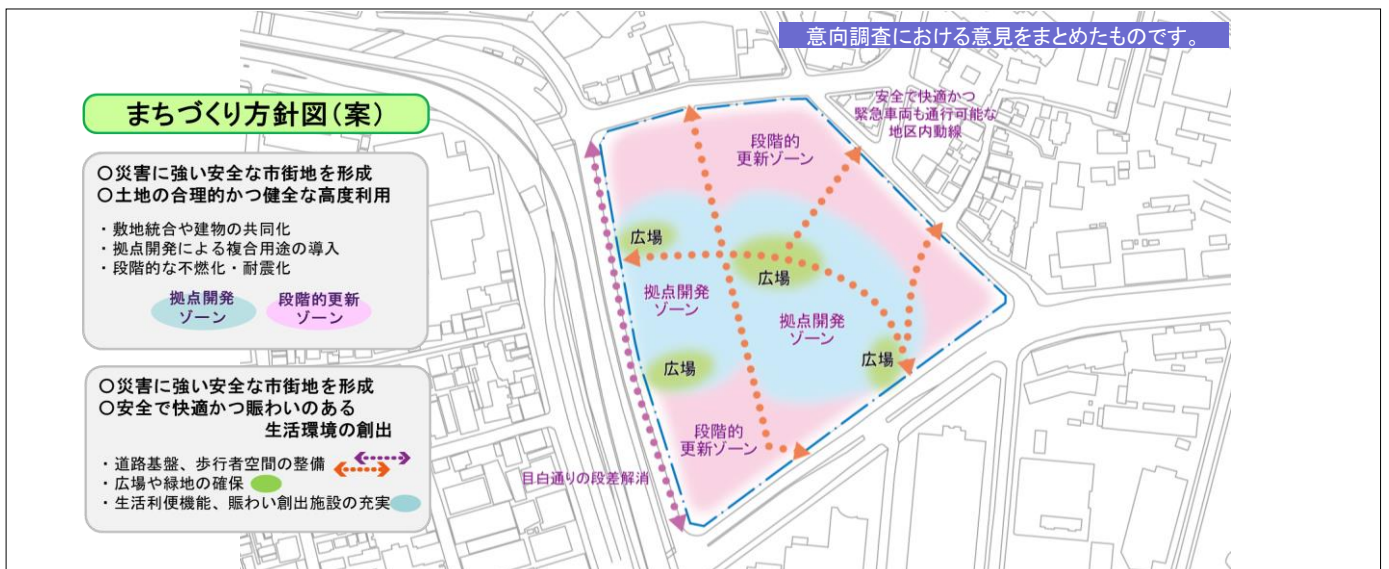 意向調査における意見をまとめたものです。
まちづくり方針図(案)
○災害に強い安全な市街地を形成
○土地の合理的かつ健全な高度利用
・敷地統合や建物の共同化
・拠点開発による複合用途の導入
・段階的な不燃化・耐震化
拠点開発
ゾーン
段階的更新
ゾーン
○災害に強い安全な市街地を形成
○安全で快適かつ賑わいのある
生活環境の創出
・道路基盤、歩行者空間の整備
・広場や緑地の確保
・生活利便機能、賑わい創出施設の充実
安全で快適かつ
緊急車両も通行可能な
地区内動線
段階的
更新ゾーン
広場
広場
拠点開発
ゾーン
拠点開発
ゾーン
広場
広場
段階的
更新ゾーン
目白通りの段差解消